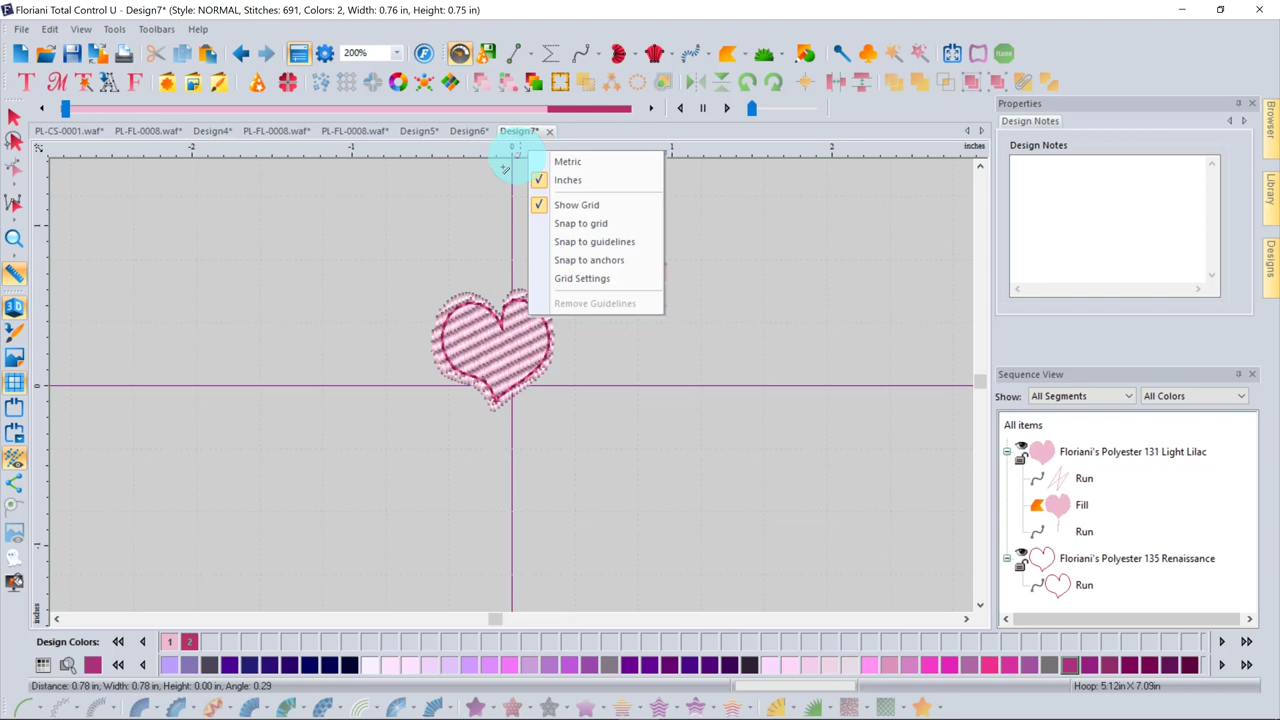 Floriani Total Control U - Design7* (Style: NORMAL, Stitches: 691, Colors: 2, Width: 0.76 in, Height: 0.75 in)
File Edit View Tools Toolbars Help
200%
Properties
Design Notes
PL-CS-0001.waf* PL-FL-0008.waf* Design4* PL-FL-0008.waf* PL-FL-0008.waf* Design5* Design6* Design7*
-2 -1 0 1 inches
Design Notes
Metric
Inches
Show Grid
Snap to grid
Snap to guidelines
Snap to anchors
Grid Settings
Remove Guidelines
1
0
-1
inches
Browser
Library
Designs
Sequence View
Show: All Segments All Colors
All items
Floriani's Polyester 131 Light Lilac
Run
Fill
Run
Floriani's Polyester 135 Renaissance
Run
Design Colors: 1 2
Distance: 0.78 in, Width: 0.78 in, Height: 0.00 in, Angle: 0.29 Hoop: 5.12in X 7.09in